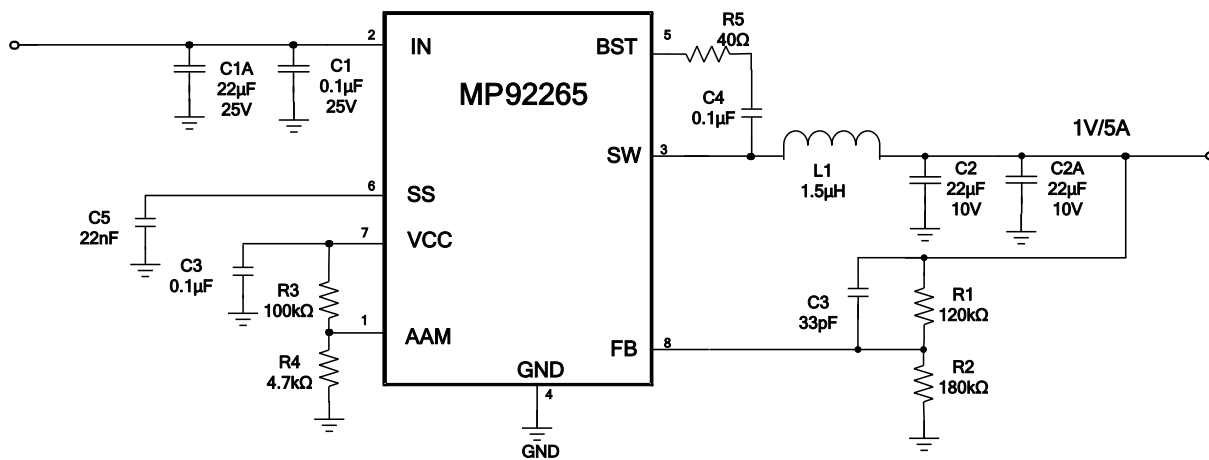 2
IN
C1A
22µF
25V
C1
0.1µF
25V
MP92265
BST
5
R5
40Ω
C4
0.1µF
SW
3
L1
1.5µH
1V/5A
C2
22µF
10V
C2A
22µF
10V
6
SS
C5
22nF
7
VCC
C3
0.1µF
R3
100kΩ
1
AAM
R4
4.7kΩ
C3
33pF
R1
120kΩ
FB
8
R2
180kΩ
GND
4
GND